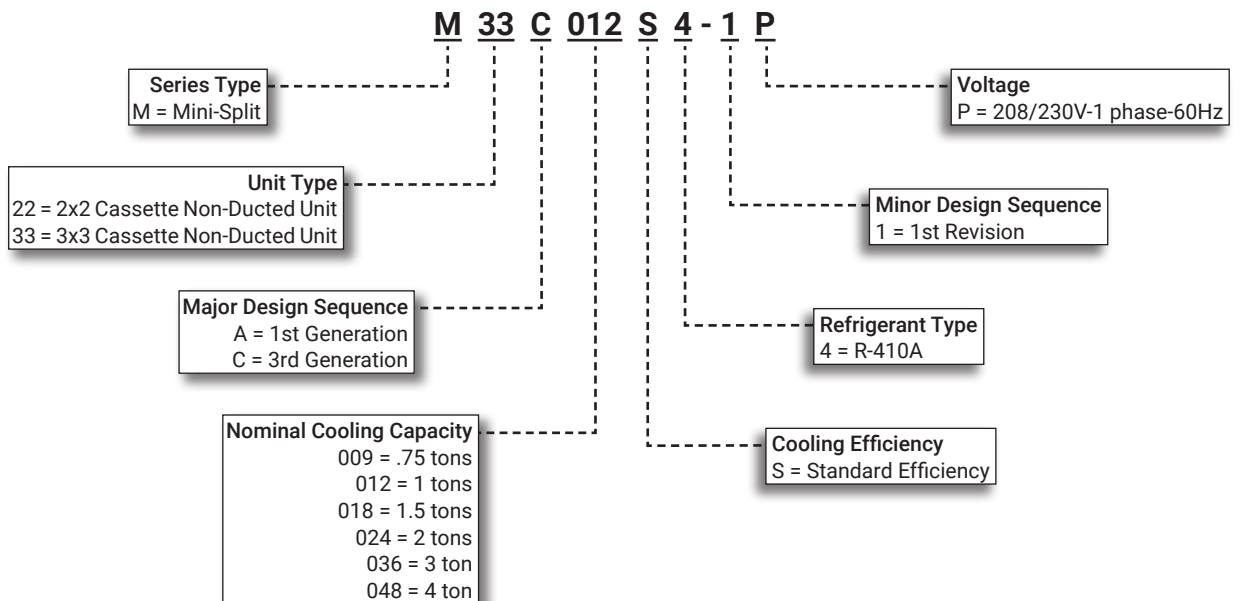 M 33 C 012 S 4 - 1 P
Series Type
M = Mini-Split
Voltage
P = 208/230V-1 phase-60Hz
Unit Type
22 = 2x2 Cassette Non-Ducted Unit
33 = 3x3 Cassette Non-Ducted Unit
Minor Design Sequence
1 = 1st Revision
Major Design Sequence
A = 1st Generation
C = 3rd Generation
Refrigerant Type
4 = R-410A
Nominal Cooling Capacity
009 = .75 tons
012 = 1 tons
018 = 1.5 tons
024 = 2 tons
036 = 3 ton
048 = 4 ton
Cooling Efficiency
S = Standard Efficiency